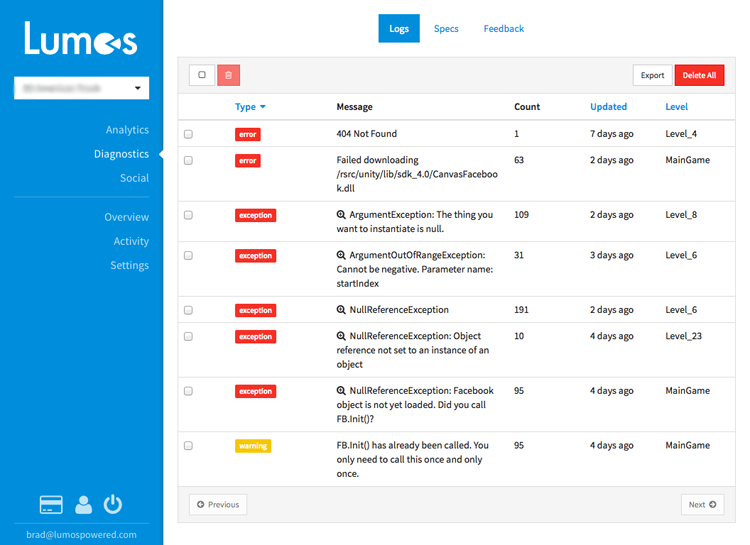 Lumos
Analytics
Diagnostics
Social
Overview
Activity
Settings
brad@lumospowered.com
Logs Specs Feedback
Export Delete All
Type Message Count Updated Level
error 404 Not Found 1 7 days ago Level_4
error Failed downloading 63 2 days ago MainGame
/rsrc/unity/lib/sdk_4.0/CanvasFaceboo
k.dll
exception ArgumentException: The thing you 109 2 days ago Level_8
want to instantiate is null.
exception ArgumentOutOfRangeException: 31 3 days ago Level_6
Cannot be negative. Parameter name:
startIndex
exception NullReferenceException 191 2 days ago Level_6
exception NullReferenceException: Object 10 4 days ago Level_23
reference not set to an instance of an
object
exception NullReferenceException: Facebook 95 4 days ago MainGame
object is not yet loaded. Did you call
FB.Init()?
warning FB.Init() has already been called. You 95 4 days ago MainGame
only need to call this once and only
once.
Previous Next